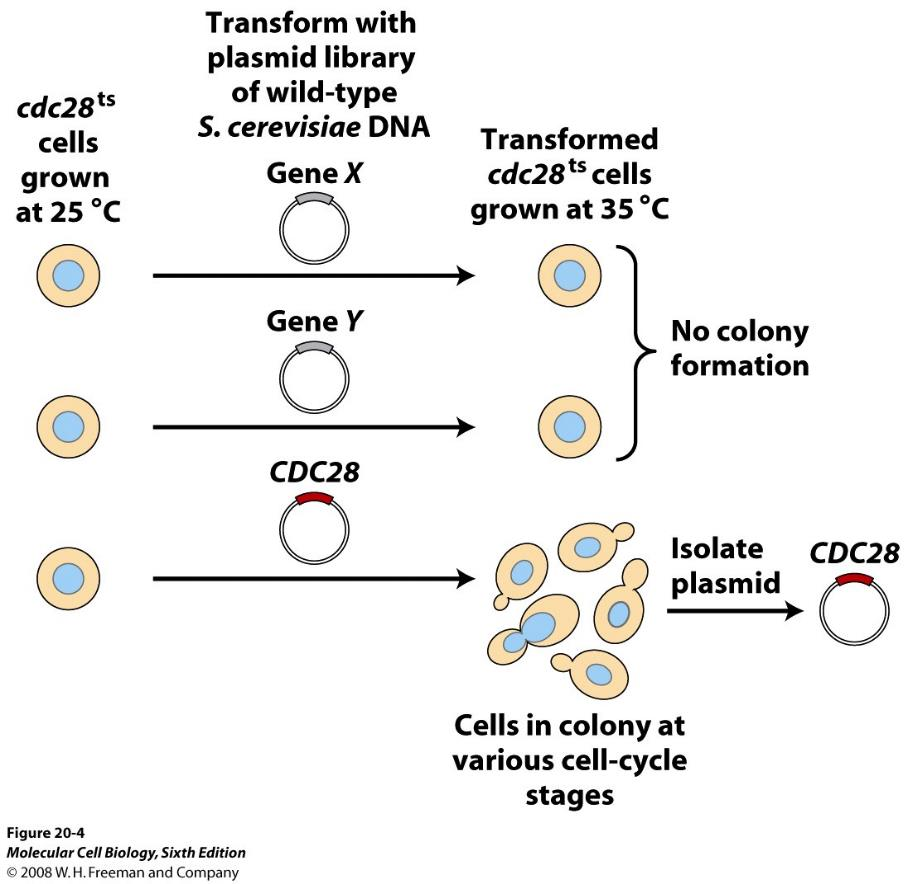 Transform with
plasmid library
of wild-type
S. cerevisiae DNA
cdc28ts
cells
grown
at 25 °C
Transformed
cdc28ts cells
grown at 35 °C
Gene X
Gene Y
No colony
formation
CDC28
Isolate
plasmid
CDC28
Cells in colony at
various cell-cycle
stages
Figure 20-4
Molecular Cell Biology, Sixth Edition
© 2008 W. H. Freeman and Company